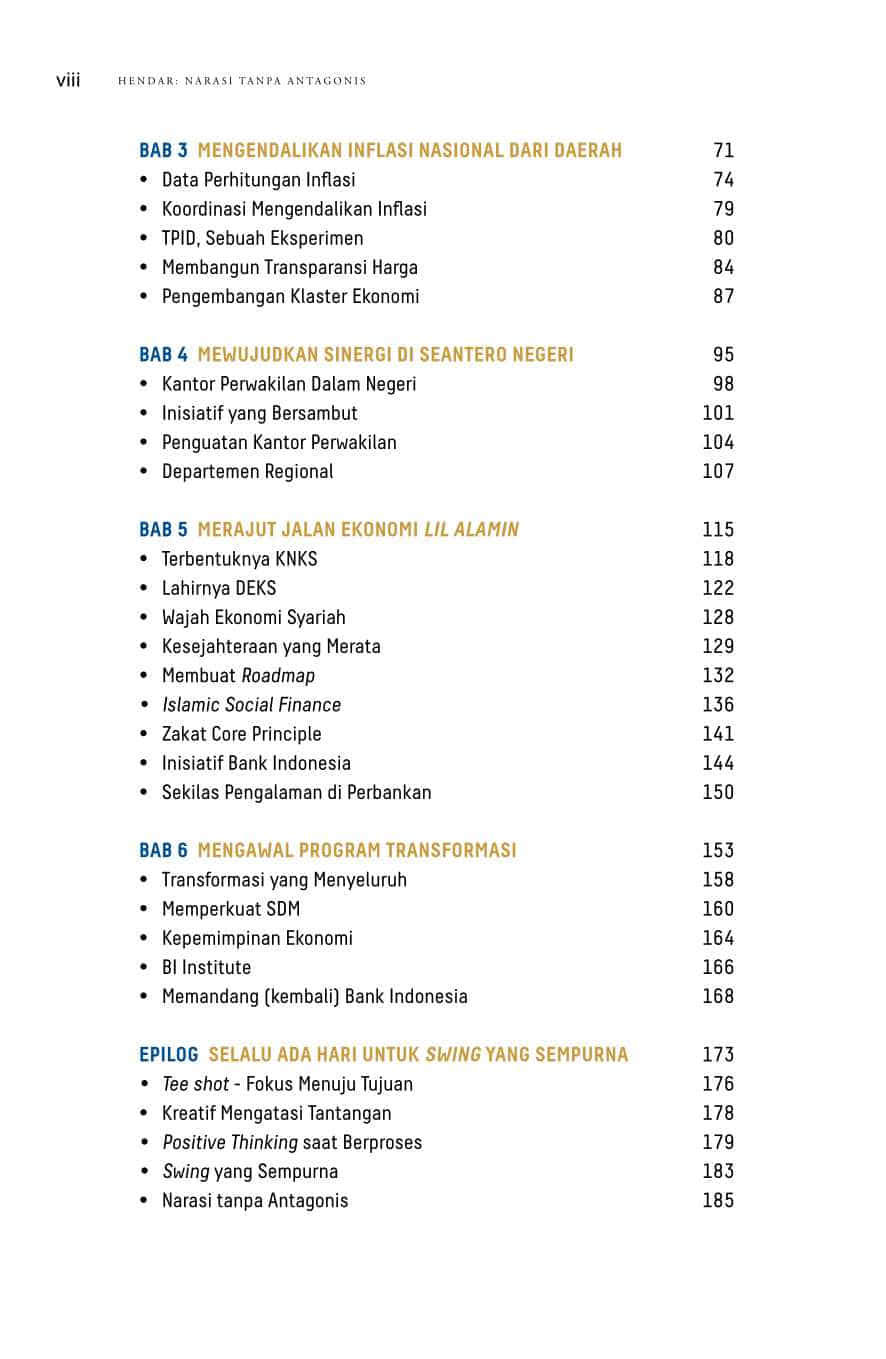 viii HENDAR: NARASI TANPA ANTAGONIS
BAB 3 MENGENDALIKAN INFLASI NASIONAL DARI DAERAH 71
• Data Perhitungan Inflasi 74
• Koordinasi Mengendalikan Inflasi 79
• TPID, Sebuah Eksperimen 80
• Membangun Transparansi Harga 84
• Pengembangan Klaster Ekonomi 87
BAB 4 MEWUJUDKAN SINERGI DI SEANTERO NEGERI 95
• Kantor Perwakilan Dalam Negeri 98
• Inisiatif yang Bersambut 101
• Penguatan Kantor Perwakilan 104
• Departemen Regional 107
BAB 5 MERAJUT JALAN EKONOMI LIL ALAMIN 115
• Terbentuknya KNKS 118
• Lahirnya DEKS 122
• Wajah Ekonomi Syariah 128
• Kesejahteraan yang Merata 129
• Membuat Roadmap 132
• Islamic Social Finance 136
• Zakat Core Principle 141
• Inisiatif Bank Indonesia 144
• Sekilas Pengalaman di Perbankan 150
BAB 6 MENGAWAL PROGRAM TRANSFORMASI 153
• Transformasi yang Menyeluruh 158
• Memperkuat SDM 160
• Kepemimpinan Ekonomi 164
• BI Institute 166
• Memandang (kembali) Bank Indonesia 168
EPILOG SELALU ADA HARI UNTUK SWING YANG SEMPURNA 173
• Tee shot - Fokus Menuju Tujuan 176
• Kreatif Mengatasi Tantangan 178
• Positive Thinking saat Berproses 179
• Swing yang Sempurna 183
• Narasi tanpa Antagonis 185